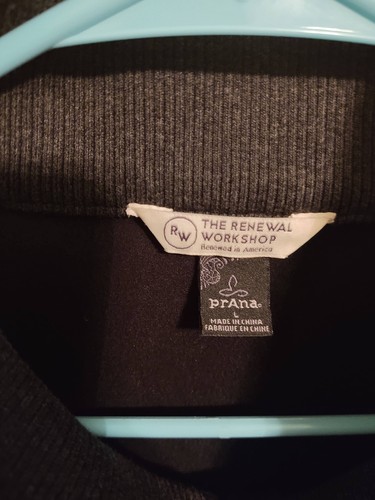 RW
THE RENEWAL
WORKSHOP
Renewed in America
prAna®
L
MADE IN CHINA
FABRIQUE EN CHINE